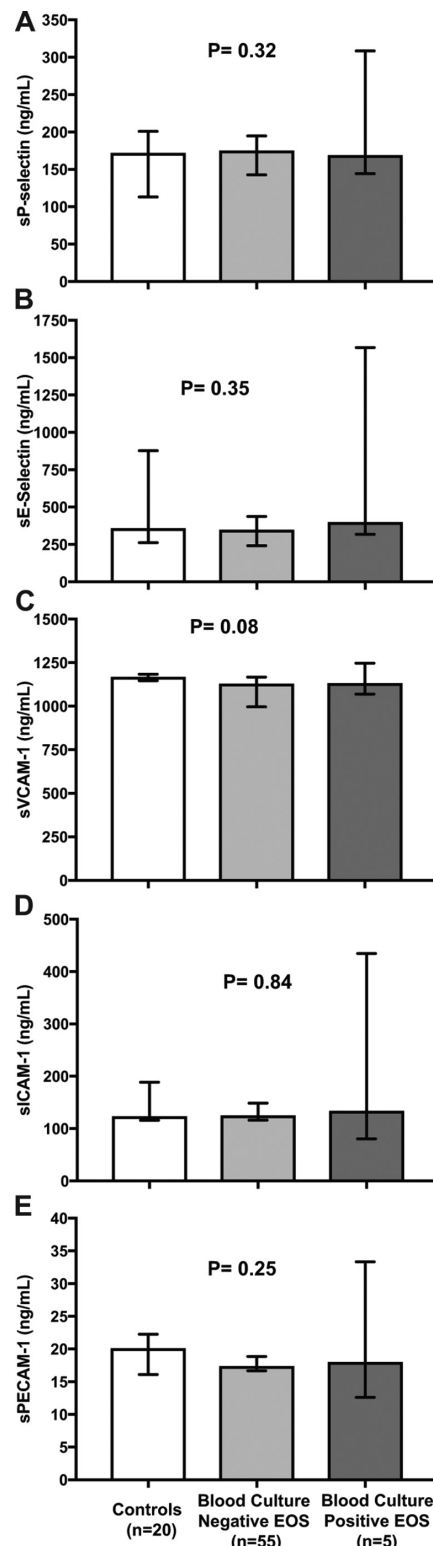 A
P= 0.32
sP-selectin (ng/mL)
350
300
250
200
150
100
50
0
B
P= 0.35
sE-Selectin (ng/mL)
1750
1500
1250
1000
750
500
250
0
C
P= 0.08
sVCAM-1 (ng/mL)
1500
1250
1000
750
500
250
0
D
P= 0.84
sICAM-1 (ng/mL)
500
400
300
200
100
0
E
P= 0.25
sPECAM-1 (ng/mL)
40
35
30
25
20
15
10
5
0
Controls
(n=20)
Blood Culture
Negative EOS
(n=55)
Blood Culture
Positive EOS
(n=5)